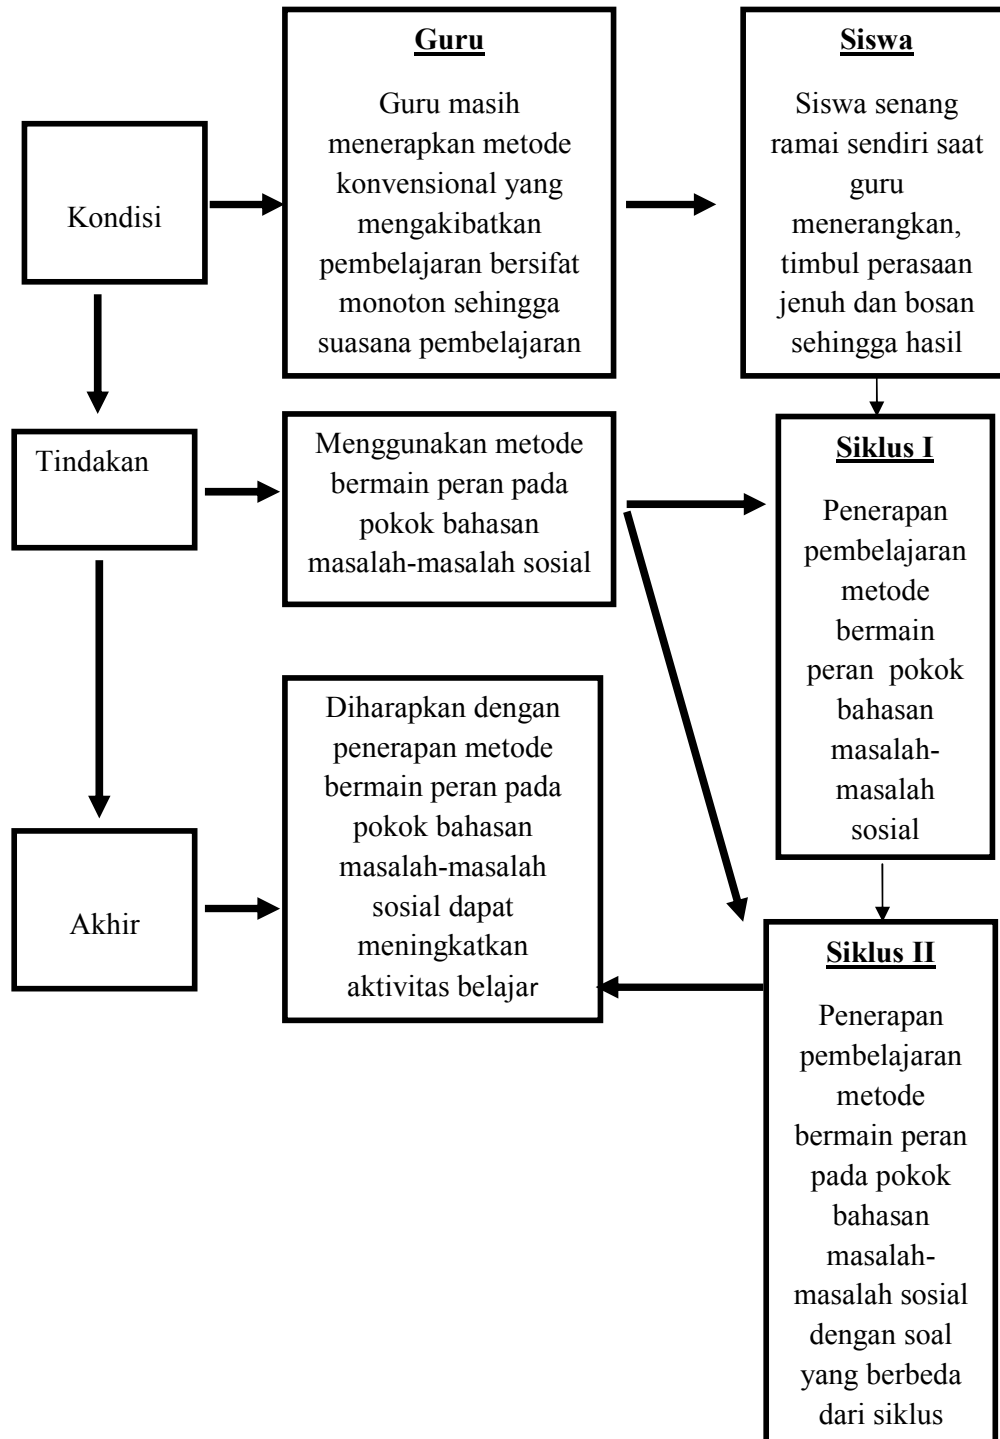 Guru
Guru masih
menerapkan metode
konvensional yang
mengakibatkan
pembelajaran bersifat
monoton sehingga
suasana pembelajaran
Siswa
Siswa senang
ramai sendiri saat
guru
menerangkan,
timbul perasaan
jenuh dan bosan
sehingga hasil
Kondisi
Tindakan
Menggunakan metode
bermain peran pada
pokok bahasan
masalah-masalah sosial
Siklus I
Penerapan
pembelajaran
metode
bermain
peran pokok
bahasan
masalah-
masalah
sosial
Akhir
Diharapkan dengan
penerapan metode
bermain peran pada
pokok bahasan
masalah-masalah
sosial dapat
meningkatkan
aktivitas belajar
Siklus II
Penerapan
pembelajaran
metode
bermain peran
pada pokok
bahasan
masalah-
masalah sosial
dengan soal
yang berbeda
dari siklus